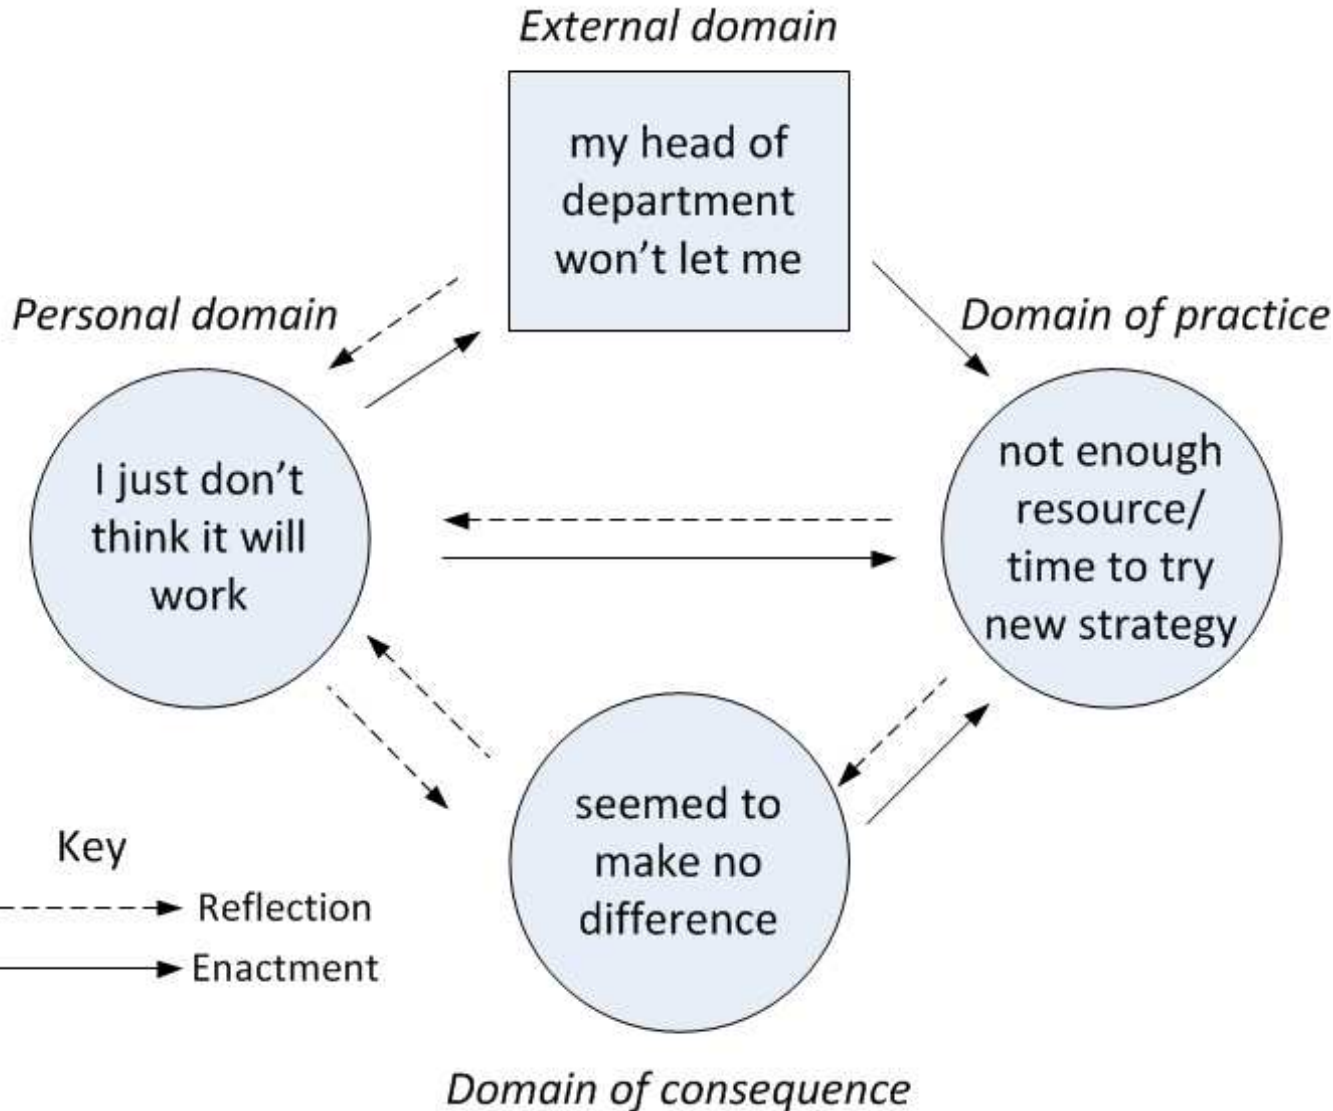 External domain
my head of
department
won’t let me
Personal domain
Domain of practice
I just don’t
think it will
work
not enough
resource/
time to try
new strategy
seemed to
make no
difference
Key
Reflection
Enactment
Domain of consequence